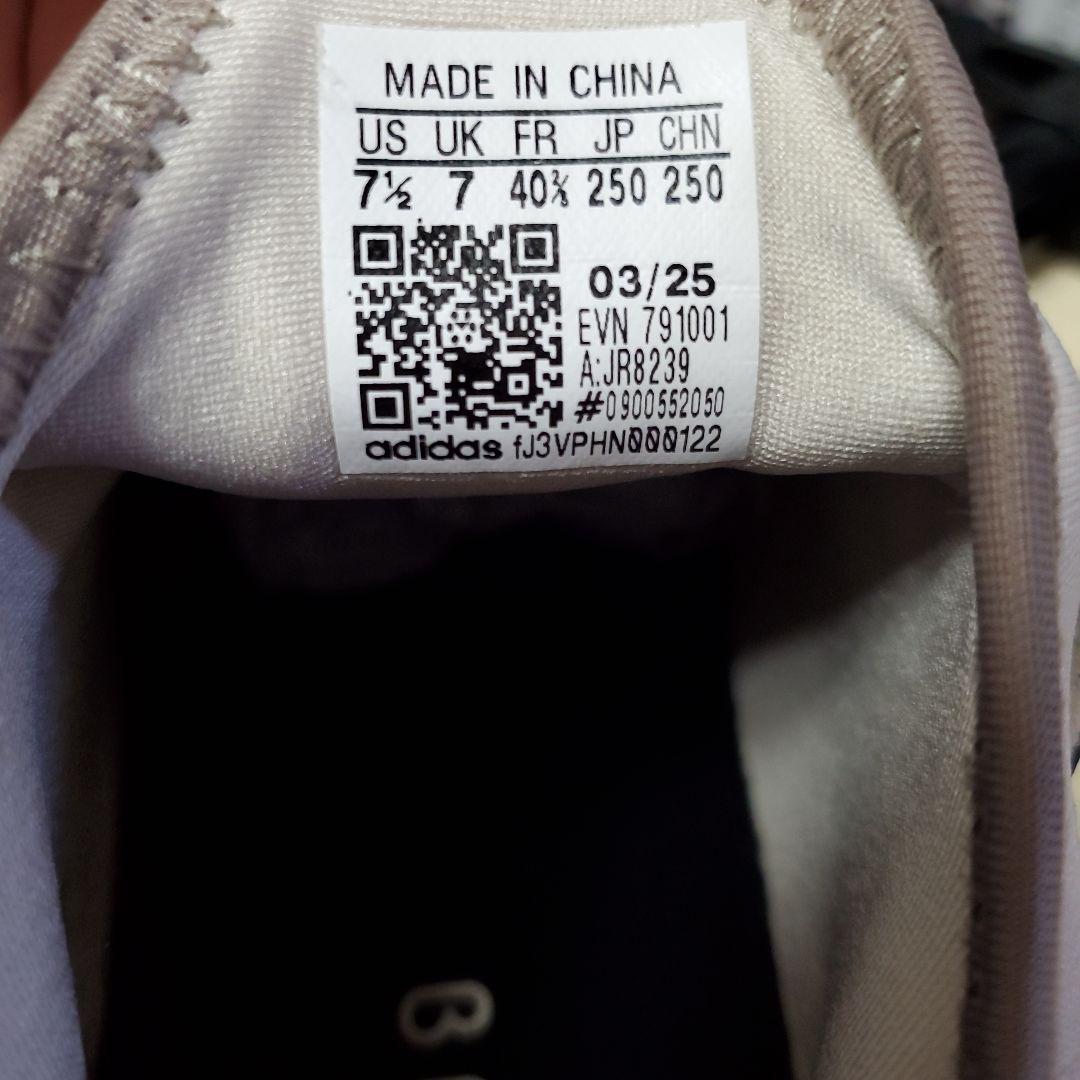 MADE IN CHINA
US UK FR JP CHN
7½ 7 40⅔ 250 250
03/25
EVN 791001
A:JR8239
#0900552050
adidas fJ3VPHN000122
B